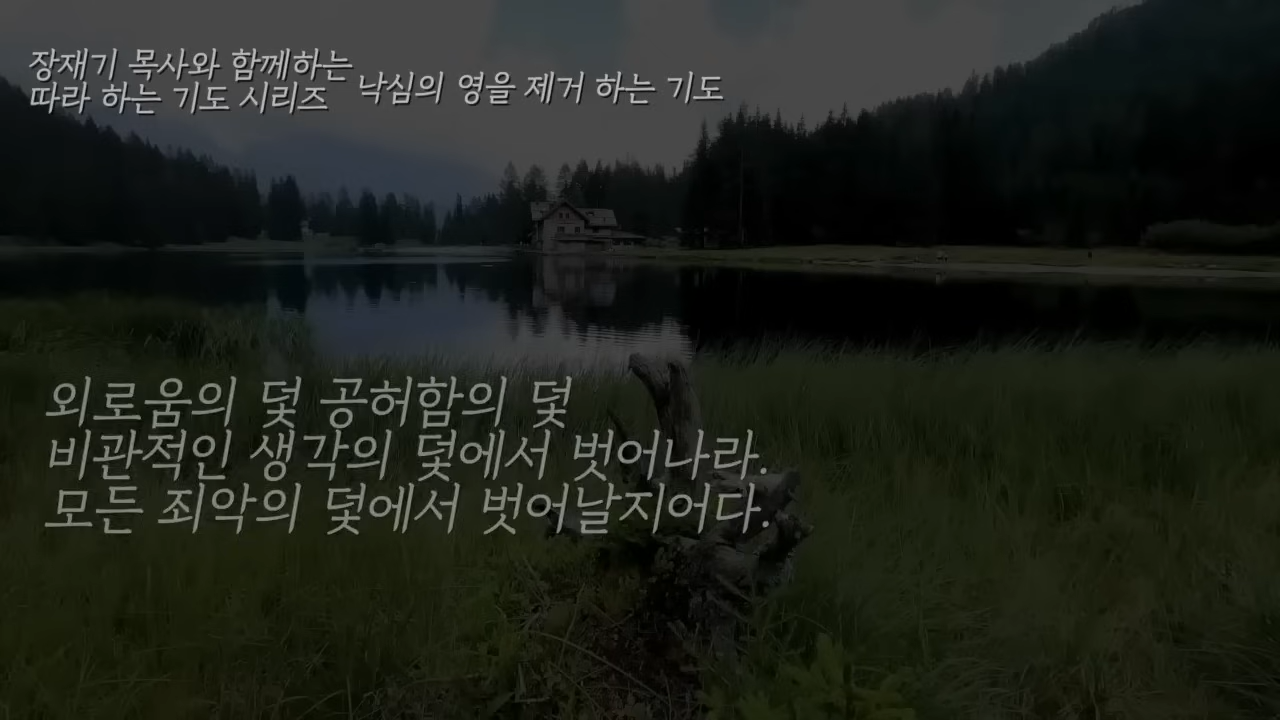 장재기 목사와 함께하는
따라 하는 기도 시리즈
낙심의 영을 제거 하는 기도
외로움의 덫 공허함의 덫
비관적인 생각의 덫에서 벗어나라.
모든 죄악의 덫에서 벗어날지어다.